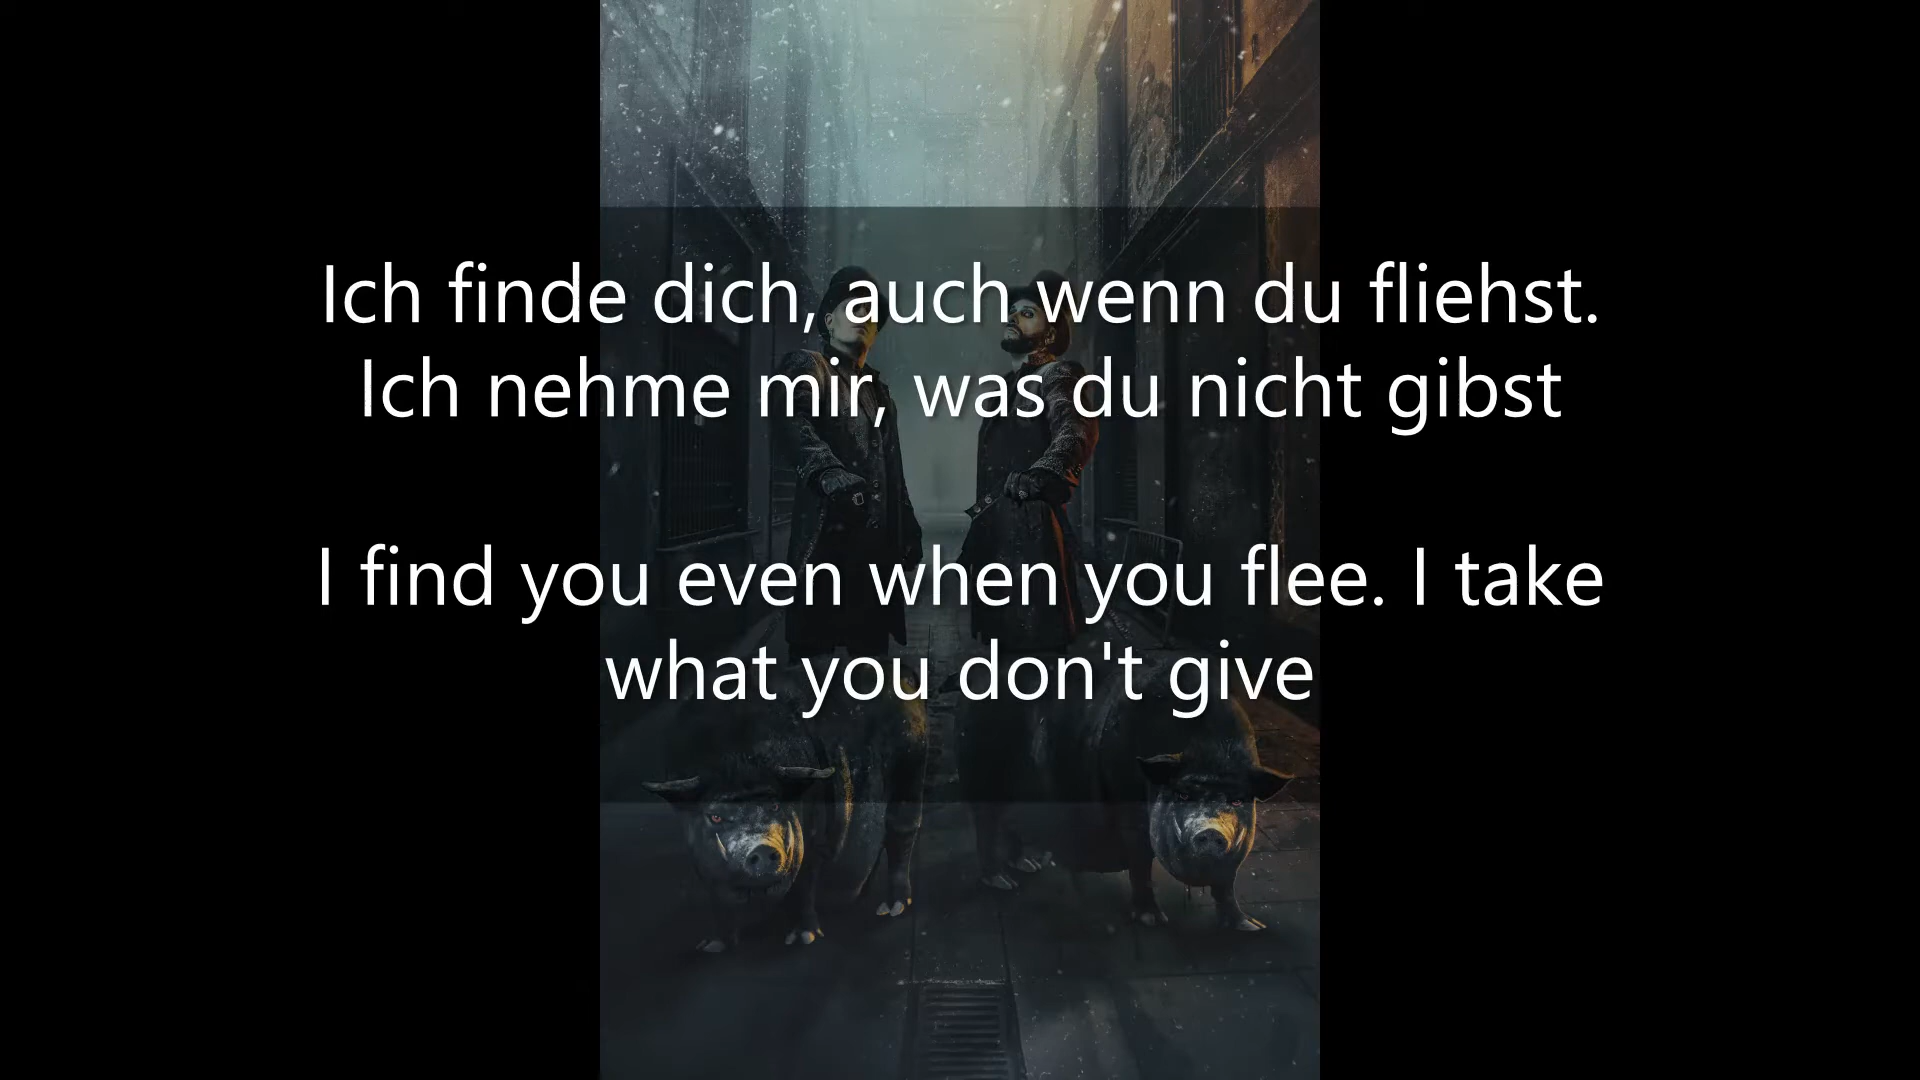 Ich finde dich, auch wenn du fliehst.
Ich nehme mir, was du nicht gibst
I find you even when you flee. I take
what you don't give